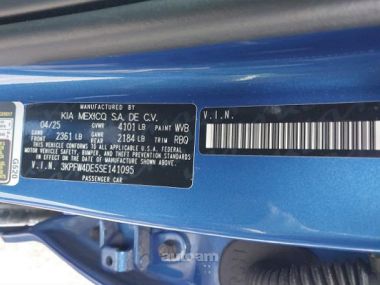 MANUFACTURED BY
KIA MEXICO, S.A. DE C.V.
04/25 GVWR 4101 LB PAINT WVB
FRONT 2361 LB GAWR REAR 2184 LB TRIM RBQ
THIS VEHICLE CONFORMS TO ALL APPLICABLE FEDERAL
MOTOR VEHICLE SAFETY, BUMPER, AND THEFT PREVENTION
STANDARDS IN EFFECT ON THE DATE OF MANUFACTURE SHOWN ABOVE.
V.I.N. 3KPFW4DE5SE141095
PASSENGER CAR
V.I.N.
G520
autoam